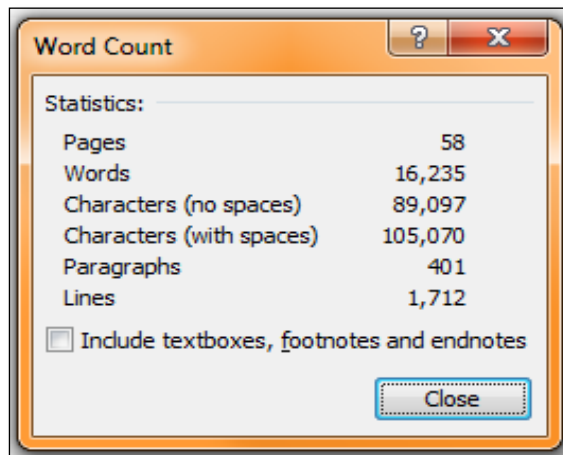 Word Count
Statistics:
Pages 58
Words 16,235
Characters (no spaces) 89,097
Characters (with spaces) 105,070
Paragraphs 401
Lines 1,712
Include textboxes, footnotes and endnotes
Close